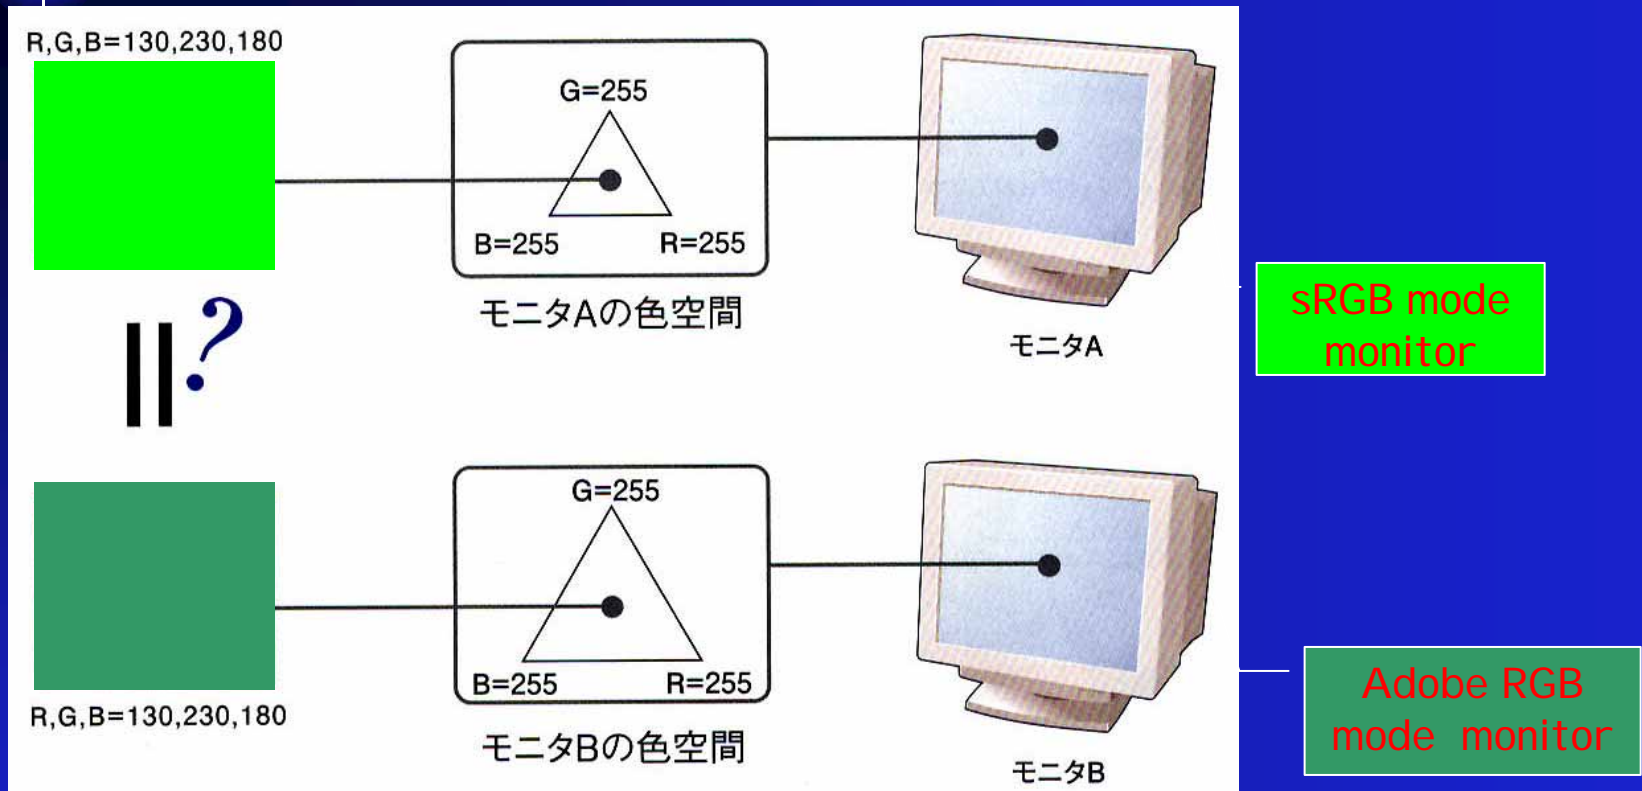 R,G,B=130,230,180
G=255
B=255
R=255
モニタAの色空間
モニタA
sRGB mode
monitor
?
G=255
B=255
R=255
R,G,B=130,230,180
モニタBの色空間
モニタB
Adobe RGB
mode monitor